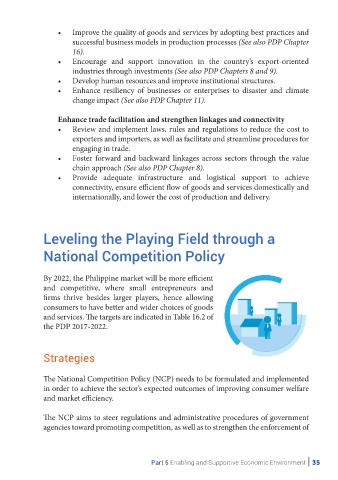 • Improve the quality of goods and services by adopting best practices and
successful business models in production processes (See also PDP Chapter
16).
• Encourage and support innovation in the country's export-oriented
industries through investments (See also PDP Chapters 8 and 9).
• Develop human resources and improve institutional structures.
• Enhance resiliency of businesses or enterprises to disaster and climate
change impact (See also PDP Chapter 11).
Enhance trade facilitation and strengthen linkages and connectivity
• Review and implement laws, rules and regulations to reduce the cost to
exporters and importers, as well as facilitate and streamline procedures for
engaging in trade.
• Foster forward and backward linkages across sectors through the value
chain approach (See also PDP Chapter 8).
• Provide adequate infrastructure and logistical support to achieve
connectivity, ensure efficient flow of goods and services domestically and
internationally, and lower the cost of production and delivery.
Leveling the Playing Field through a
National Competition Policy
By 2022, the Philippine market will be more efficient
and competitive, where small entrepreneurs and
firms thrive besides larger players, hence allowing
consumers to have better and wider choices of goods
and services. The targets are indicated in Table 16.2 of
the PDP 2017-2022.
Strategies
The National Competition Policy (NCP) needs to be formulated and implemented
in order to achieve the sector's expected outcomes of improving consumer welfare
and market efficiency.
The NCP aims to steer regulations and administrative procedures of government
agencies toward promoting competition, as well as to strengthen the enforcement of
Part 5 Enabling and Supportive Economic Environment | 35